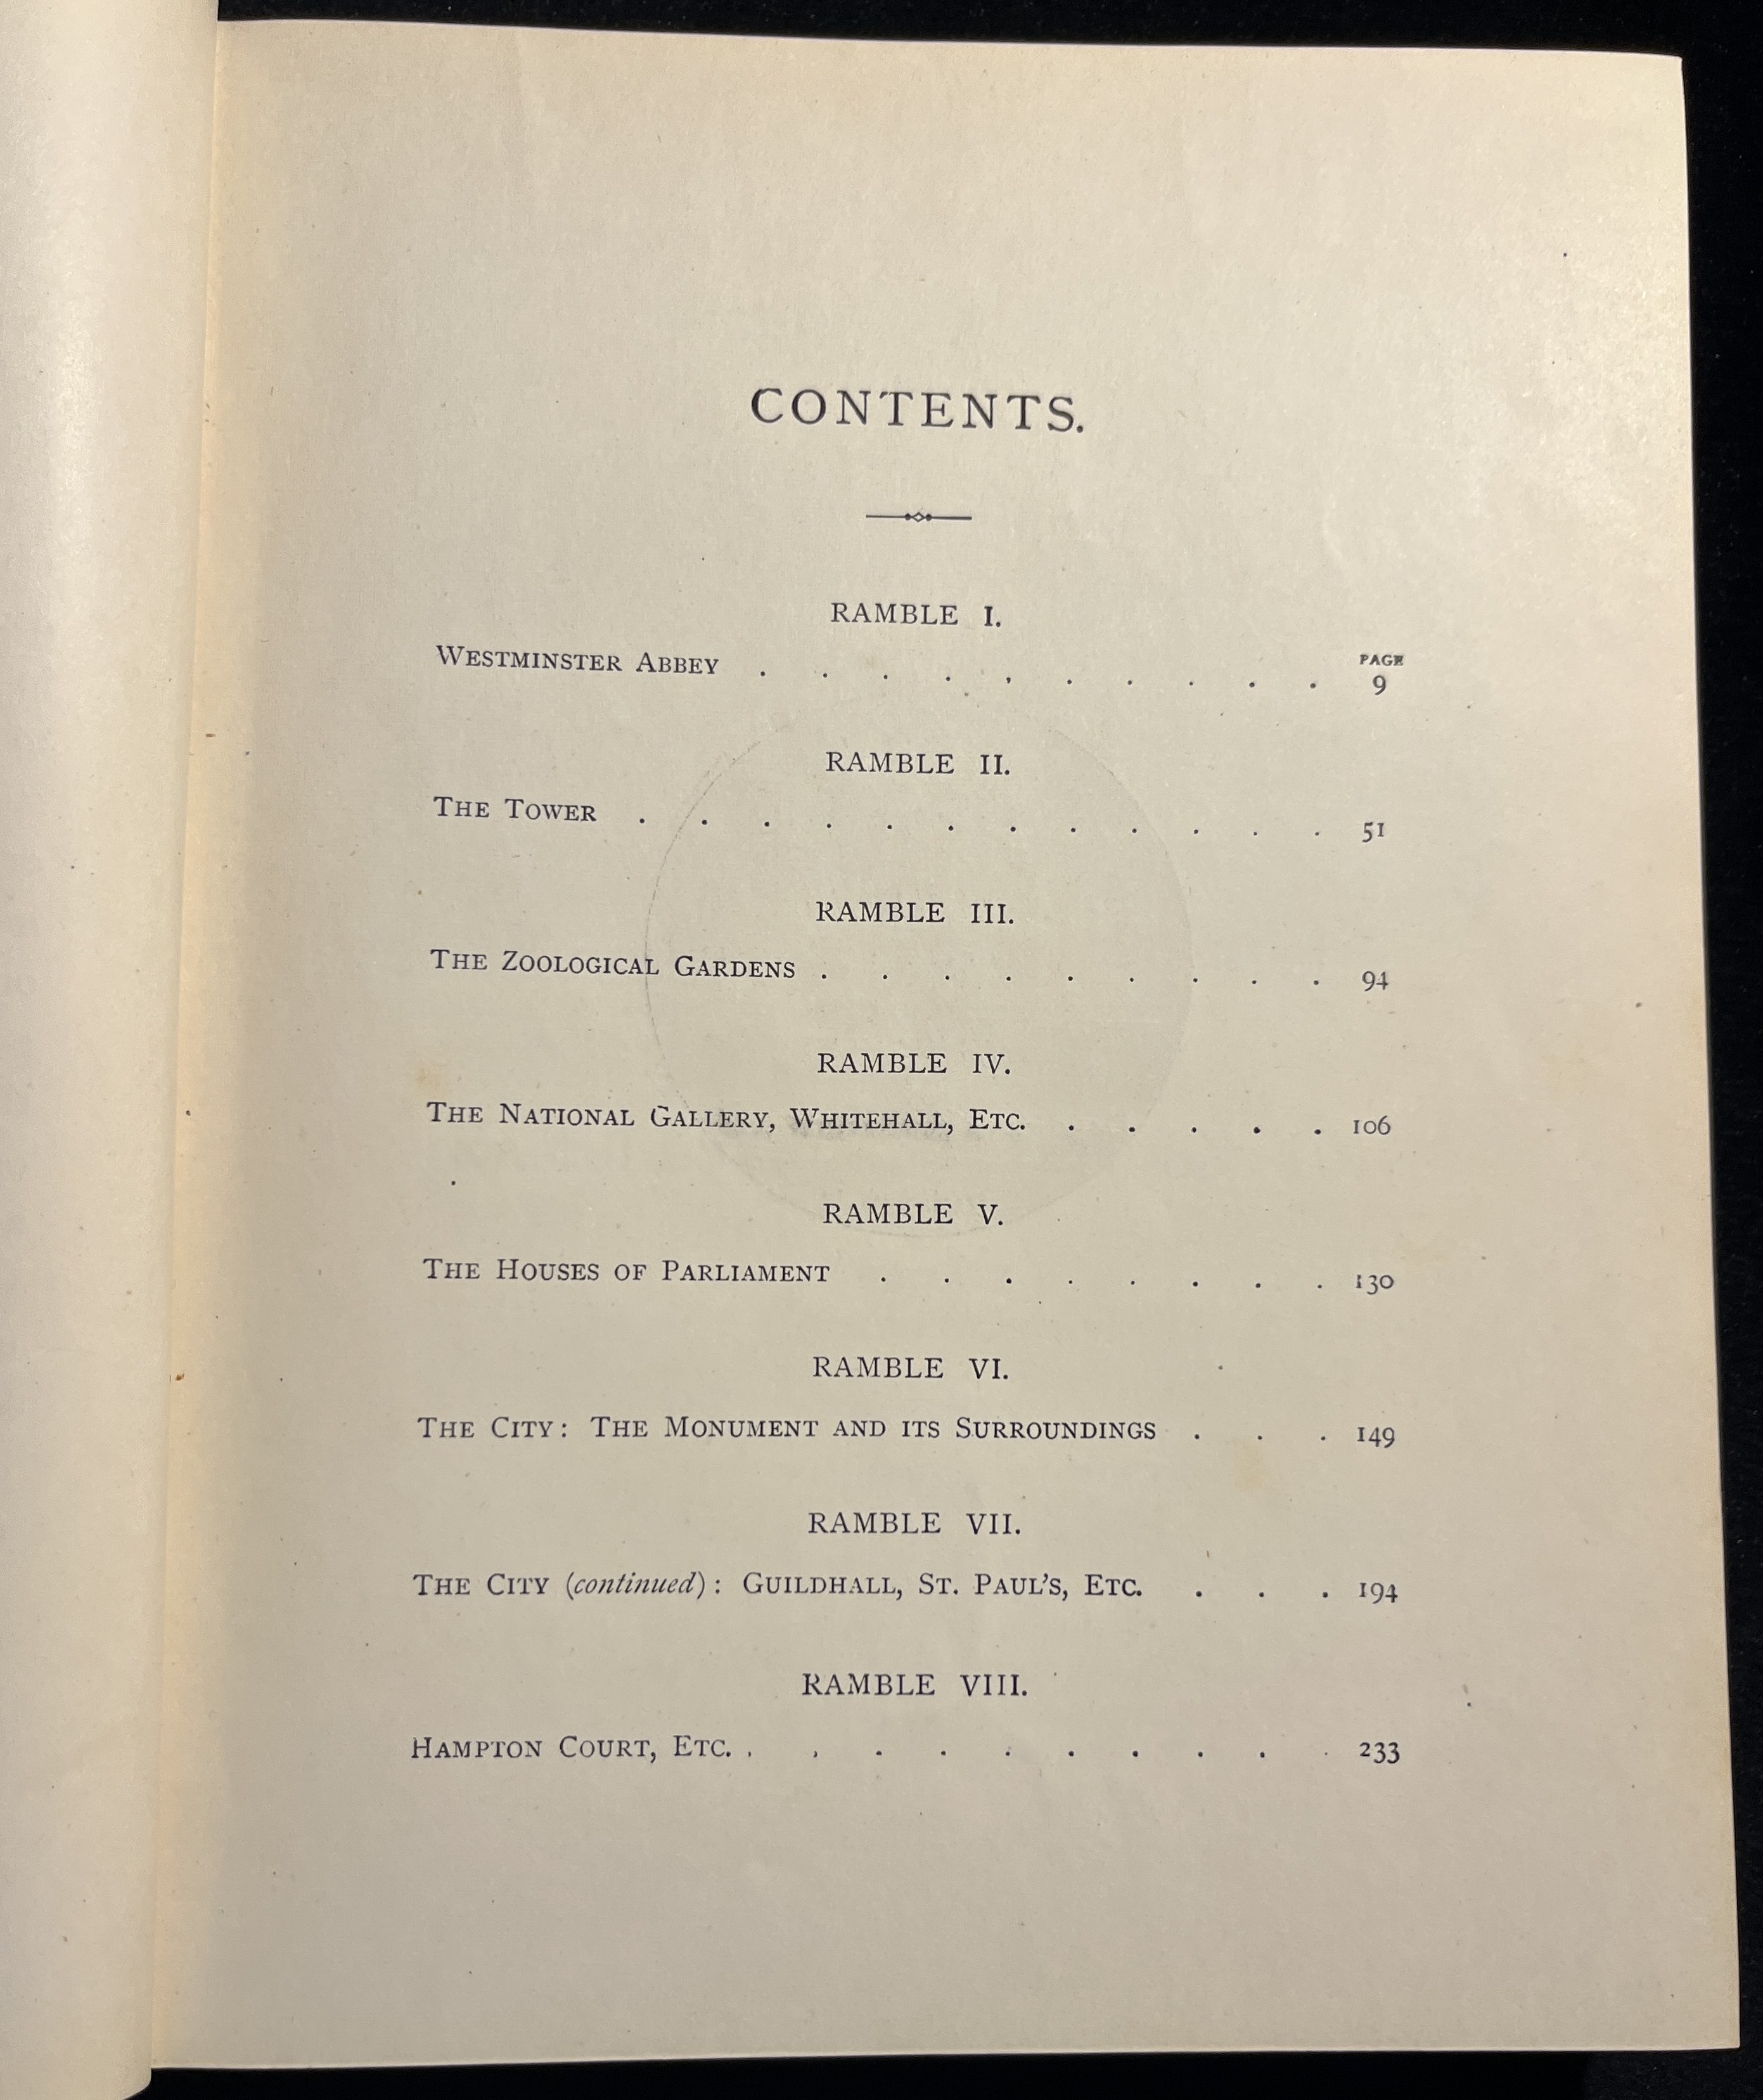 CONTENTS.
RAMBLE I.
PAGE
WESTMINSTER ABBEY . . . . . . . . . . 9
RAMBLE II.
THE TOWER . . . . . . . . . . . . 51
RAMBLE III.
THE ZOOLOGICAL GARDENS . . . . . . . . . 94
RAMBLE IV.
THE NATIONAL GALLERY, WHITEHALL, ETC. . . . . . 106
RAMBLE V.
THE HOUSES OF PARLIAMENT . . . . . . . . 130
RAMBLE VI.
THE CITY: THE MONUMENT AND ITS SURROUNDINGS . . . 149
RAMBLE VII.
THE CITY (continued): GUILDHALL, ST. PAUL'S, ETC. . . . 194
RAMBLE VIII.
HAMPTON COURT, ETC. . . . . . . . . . . 233